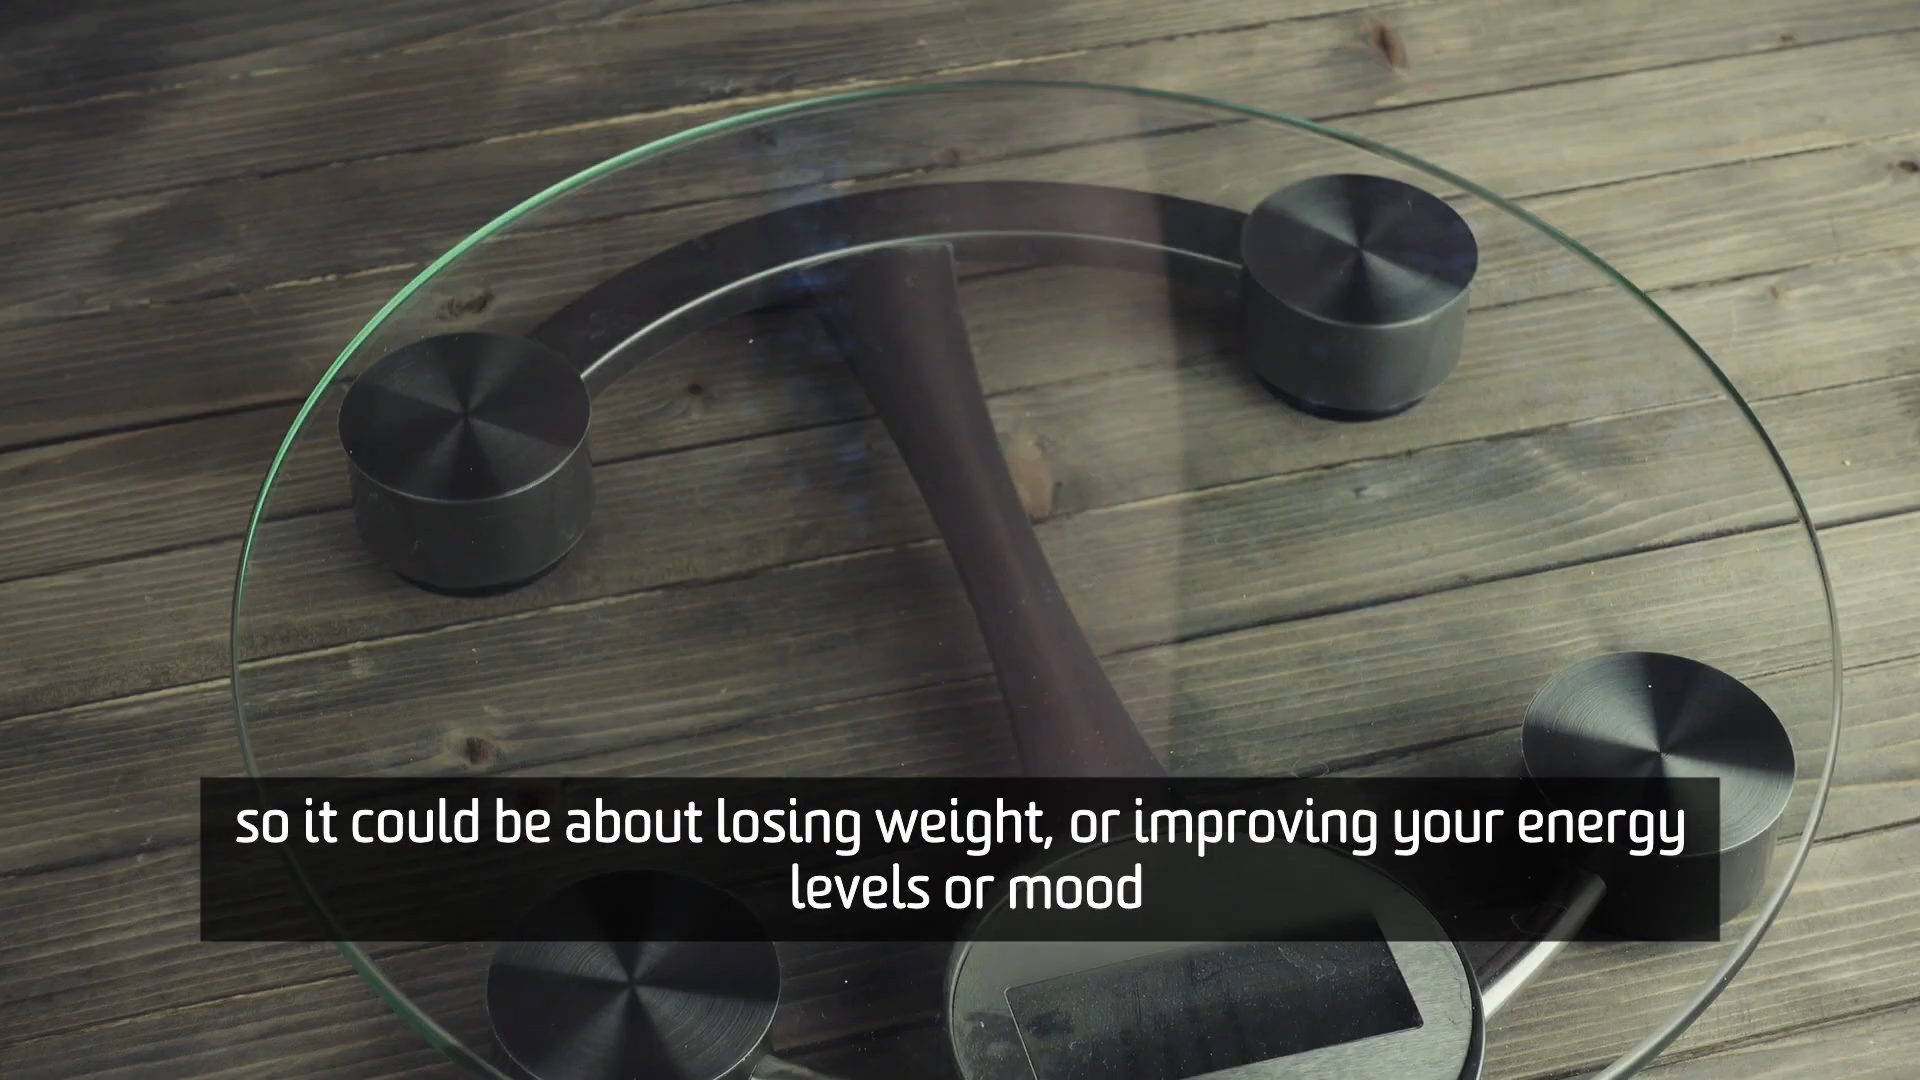 so it could be about losing weight, or improving your energy
levels or mood